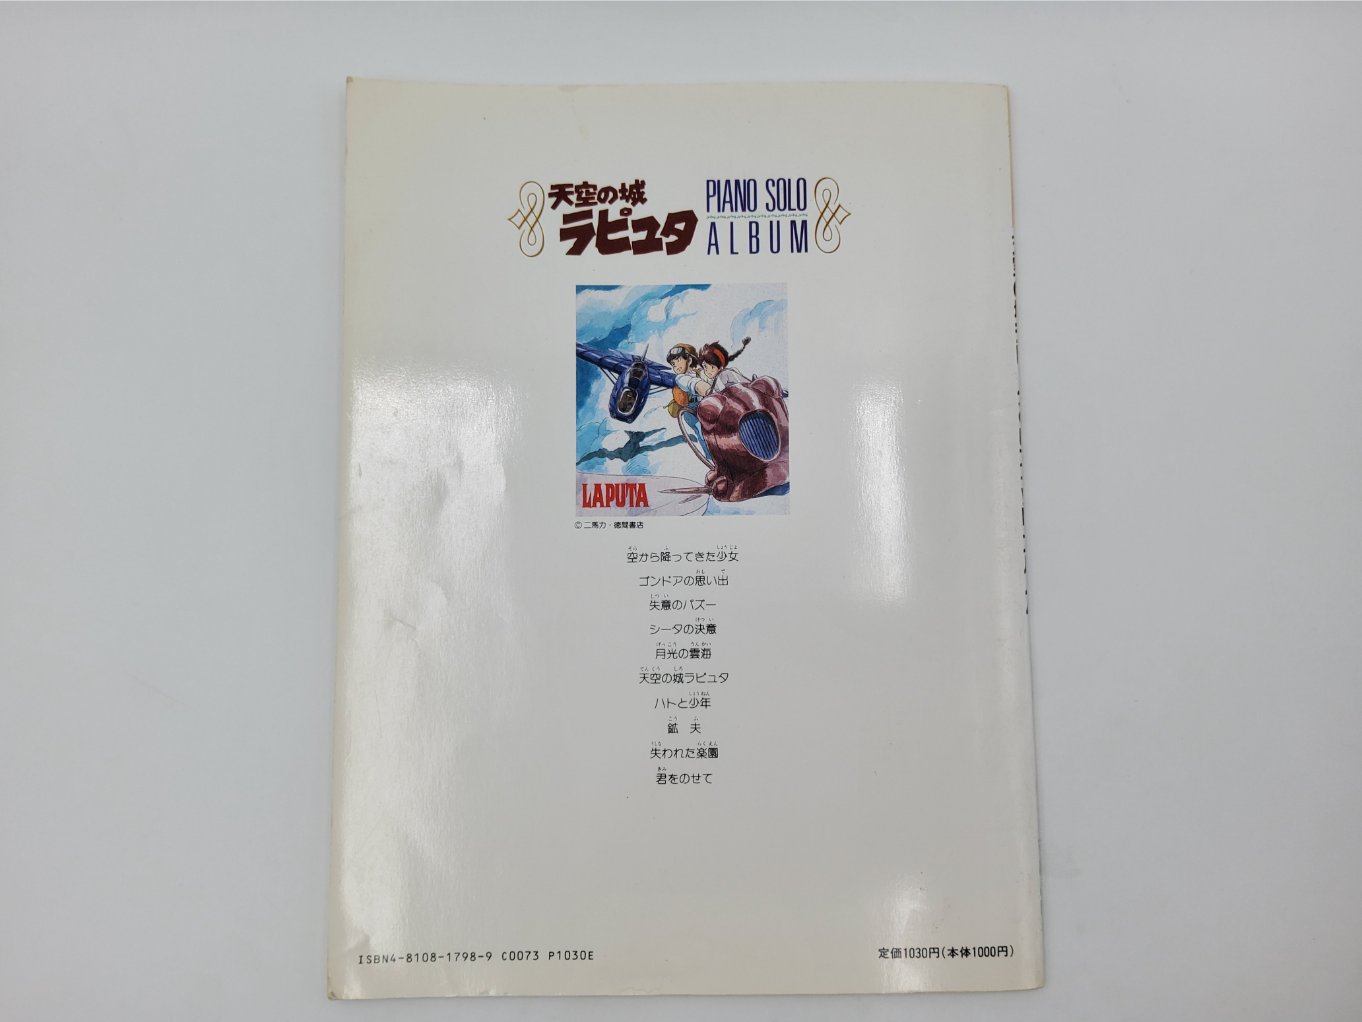 天空の城
ラピュタ
PIANO SOLO
ALBUM
LAPUTA
© 二馬力・徳間書店
空から降ってきた少女
ゴンドアの思い出
失意のパズー
シータの決意
月光の雲海
天空の城ラピュタ
ハトと少年
鉱 夫
失われた楽園
君をのせて
ISBN4-8108-1798-9 C0073 P1030E
定価1030円(本体1000円)